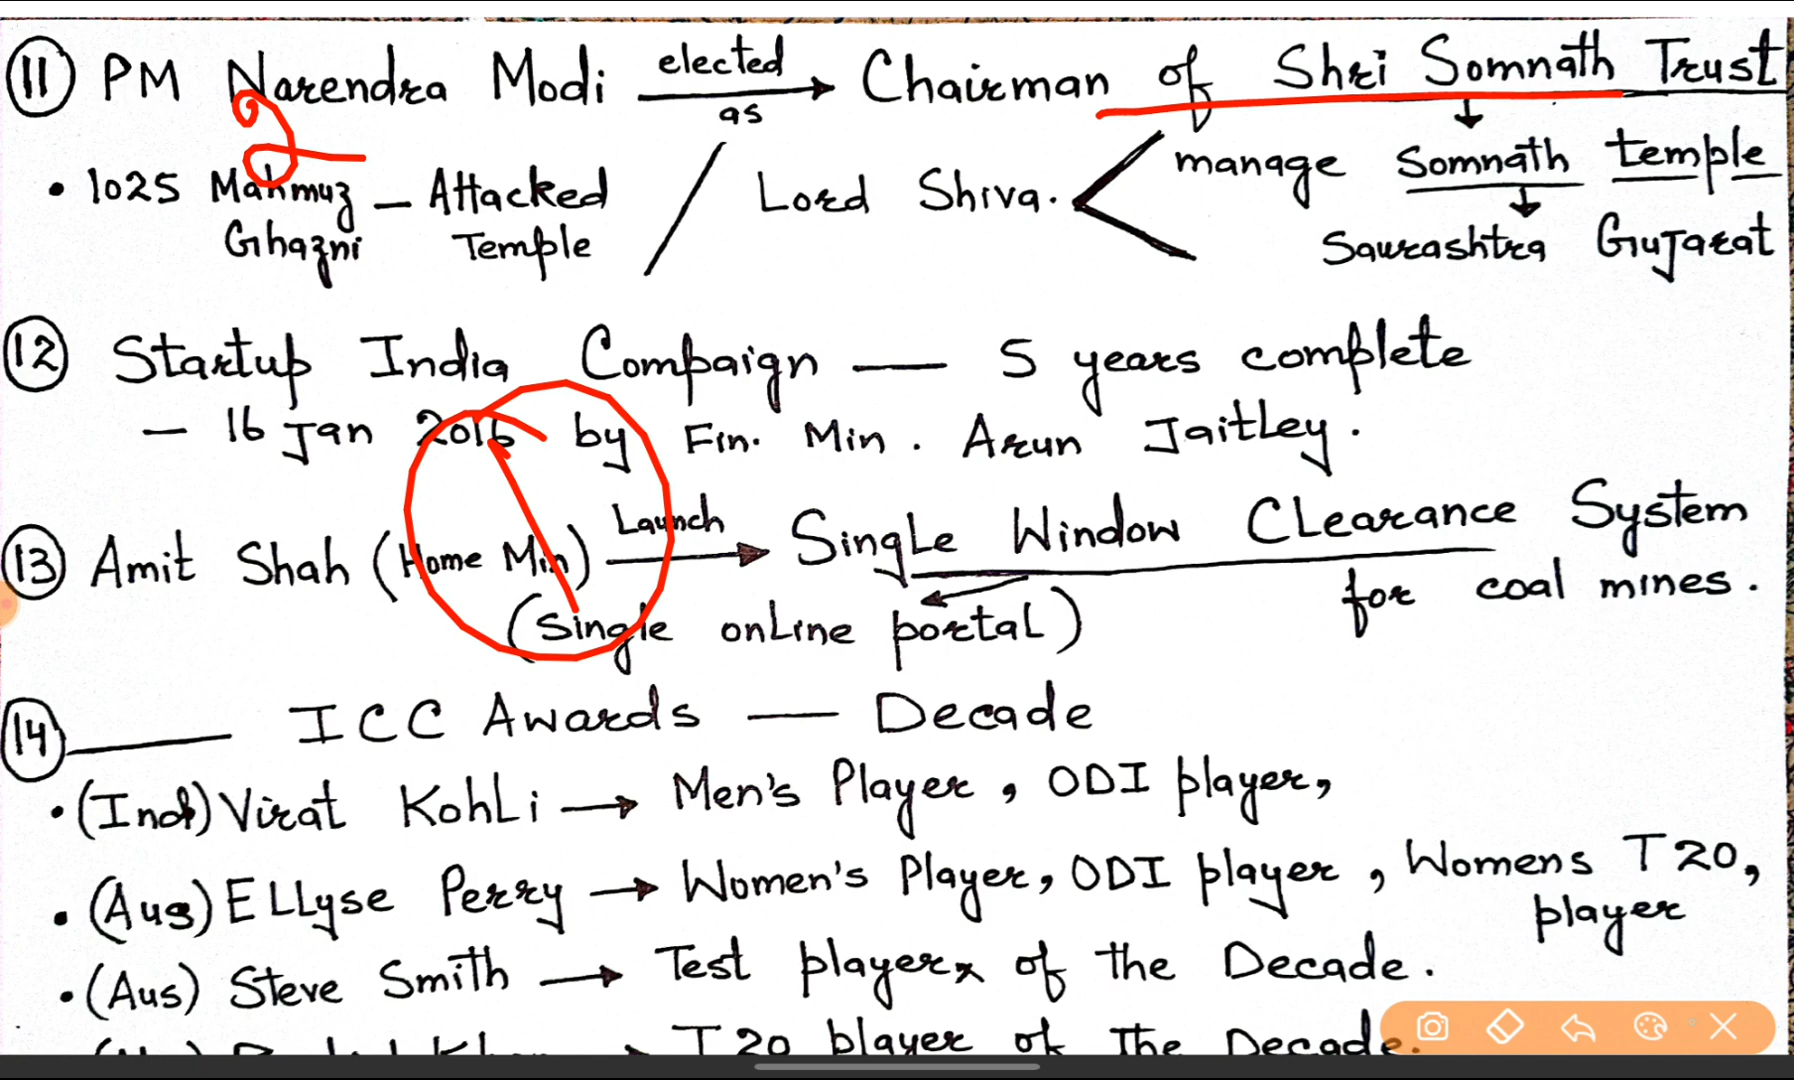 11 PM Narendra Modi elected as → Chairman of Shri Somnath Trust
• 1025 Mahmuz Ghazni — Attacked Temple / Lord Shiva. < manage Somnath temple
Saurashtra Gujarat
12 Startup India Compaign — 5 years complete
— 16 Jan 2016 by Fin. Min. Arun Jaitley.
13 Amit Shah (Home Min) Launch → Single Window Clearance System
(Single online portal) for coal mines.
14 ICC Awards — Decade
• (Ind) Virat Kohli → Men's Player, ODI player,
• (Aus) Ellyse Perry → Women's Player, ODI player, Womens T20, player
• (Aus) Steve Smith → Test player of the Decade.
T20 player of the Decade.